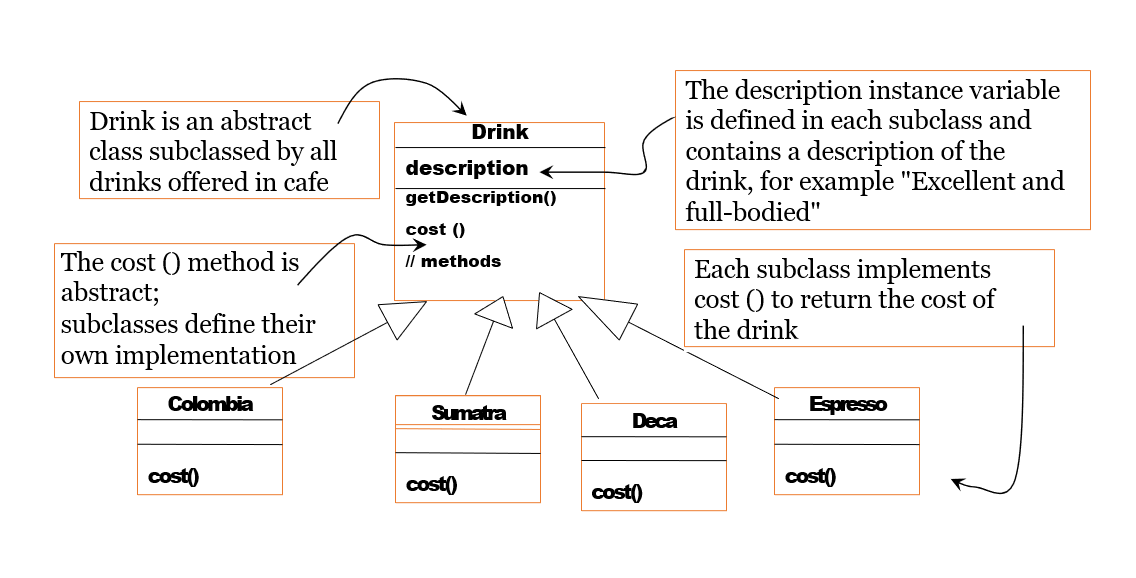 Drink is an abstract
class subclassed by all
drinks offered in cafe
Drink
description
getDescription()
cost ()
// methods
The description instance variable
is defined in each subclass and
contains a description of the
drink, for example "Excellent and
full-bodied"
The cost () method is
abstract;
subclasses define their
own implementation
Each subclass implements
cost () to return the cost of
the drink
Colombia
cost()
Sumatra
cost()
Deca
cost()
Espresso
cost()